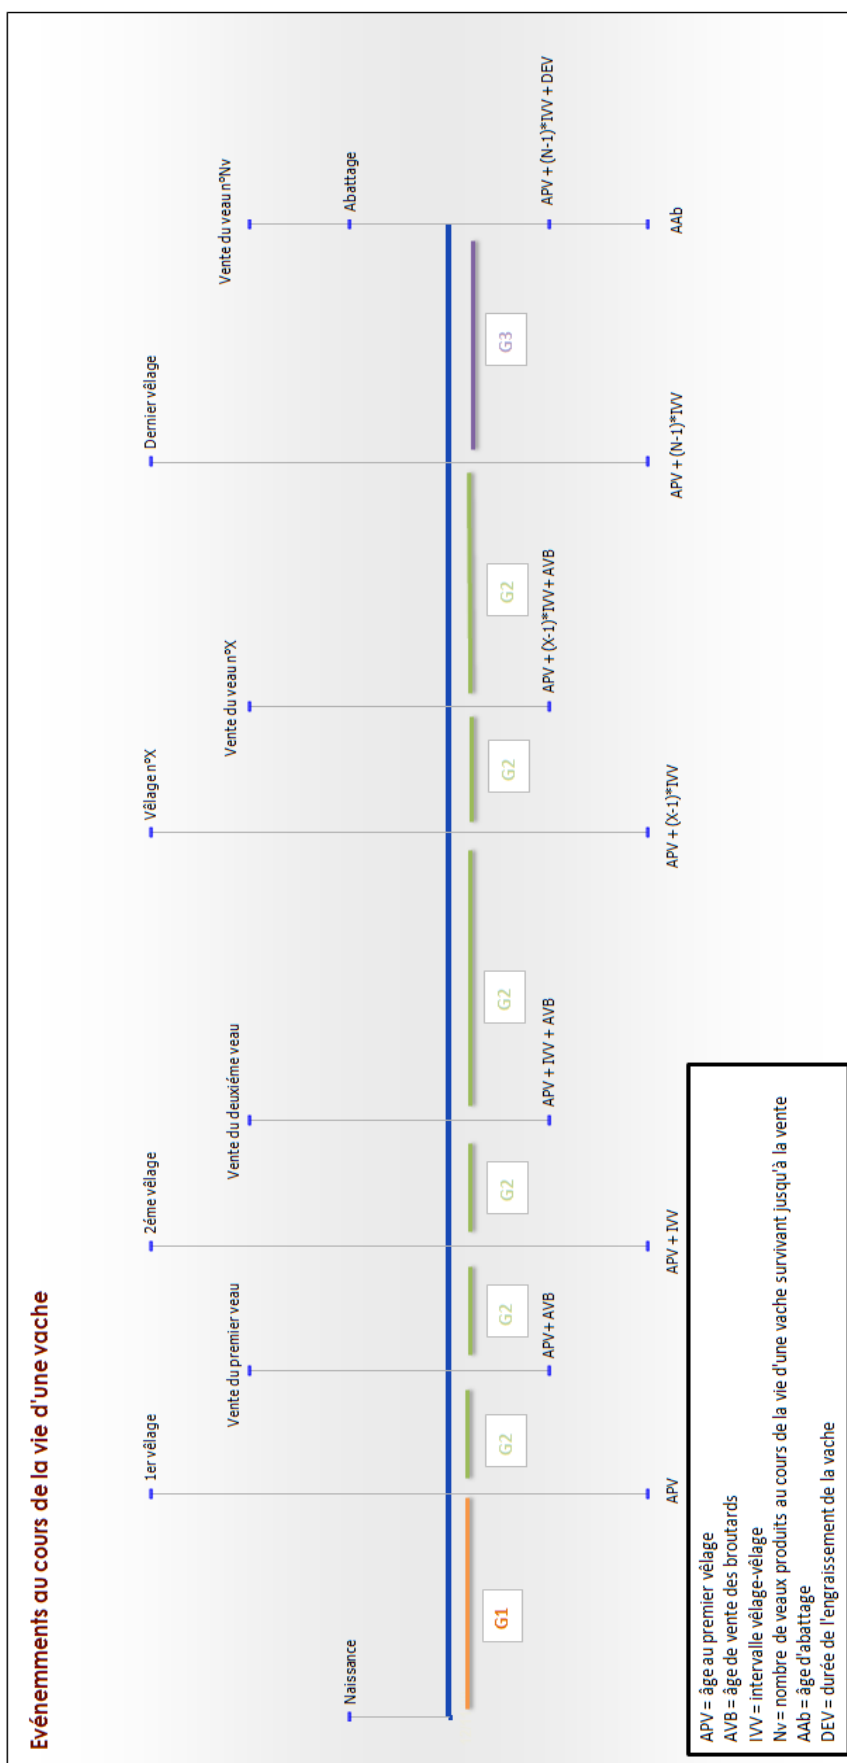 Evénemments au cours de la vie d'une vache
1er vêlage
2éme vêlage
Vêlage n°X
Dernier vêlage
Vente du premier veau
Vente du deuxiéme veau
Vente du veau n°X
Vente du veau n°Nv
Naissance
Abattage
G1
G2
G2
G2
G2
G2
G2
G3
APV+ AVB
APV + IVV + AVB
APV + (X-1)*IVV+ AVB
APV + (N-1)*IVV + DEV
APV
APV + IVV
APV + (X-1)*IVV
APV + (N-1)*IVV
AAb
APV = âge au premier vêlage
AVB = âge de vente des broutards
IVV = intervalle vêlage-vêlage
Nv = nombre de veaux produits au cours de la vie d'une vache survivant jusqu'à la vente
AAb = âge d'abattage
DEV = durée de l'engraissement de la vache